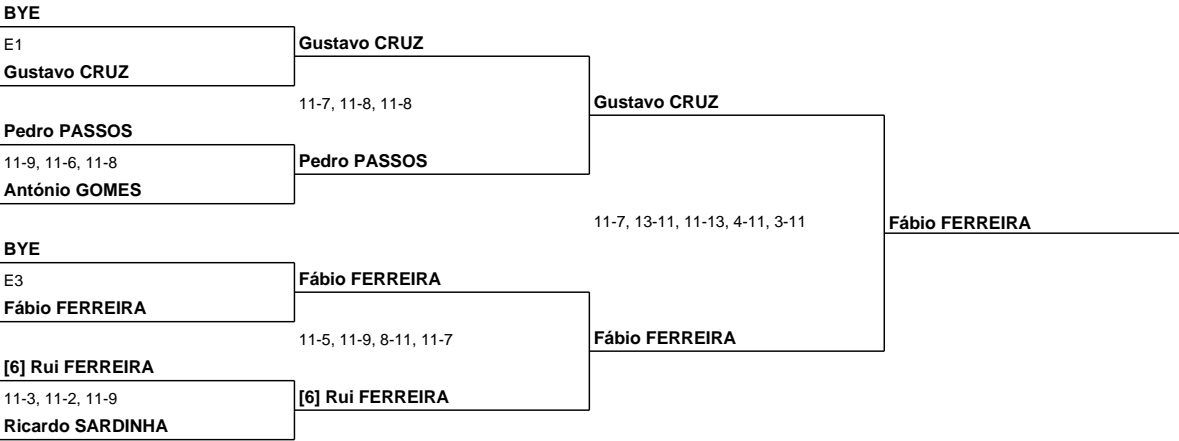 BYE
E1
Gustavo CRUZ
Gustavo CRUZ
11-7, 11-8, 11-8
Gustavo CRUZ
Pedro PASSOS
11-9, 11-6, 11-8
Pedro PASSOS
António GOMES
11-7, 13-11, 11-13, 4-11, 3-11
Fábio FERREIRA
BYE
E3
Fábio FERREIRA
Fábio FERREIRA
11-5, 11-9, 8-11, 11-7
Fábio FERREIRA
[6] Rui FERREIRA
11-3, 11-2, 11-9
[6] Rui FERREIRA
Ricardo SARDINHA